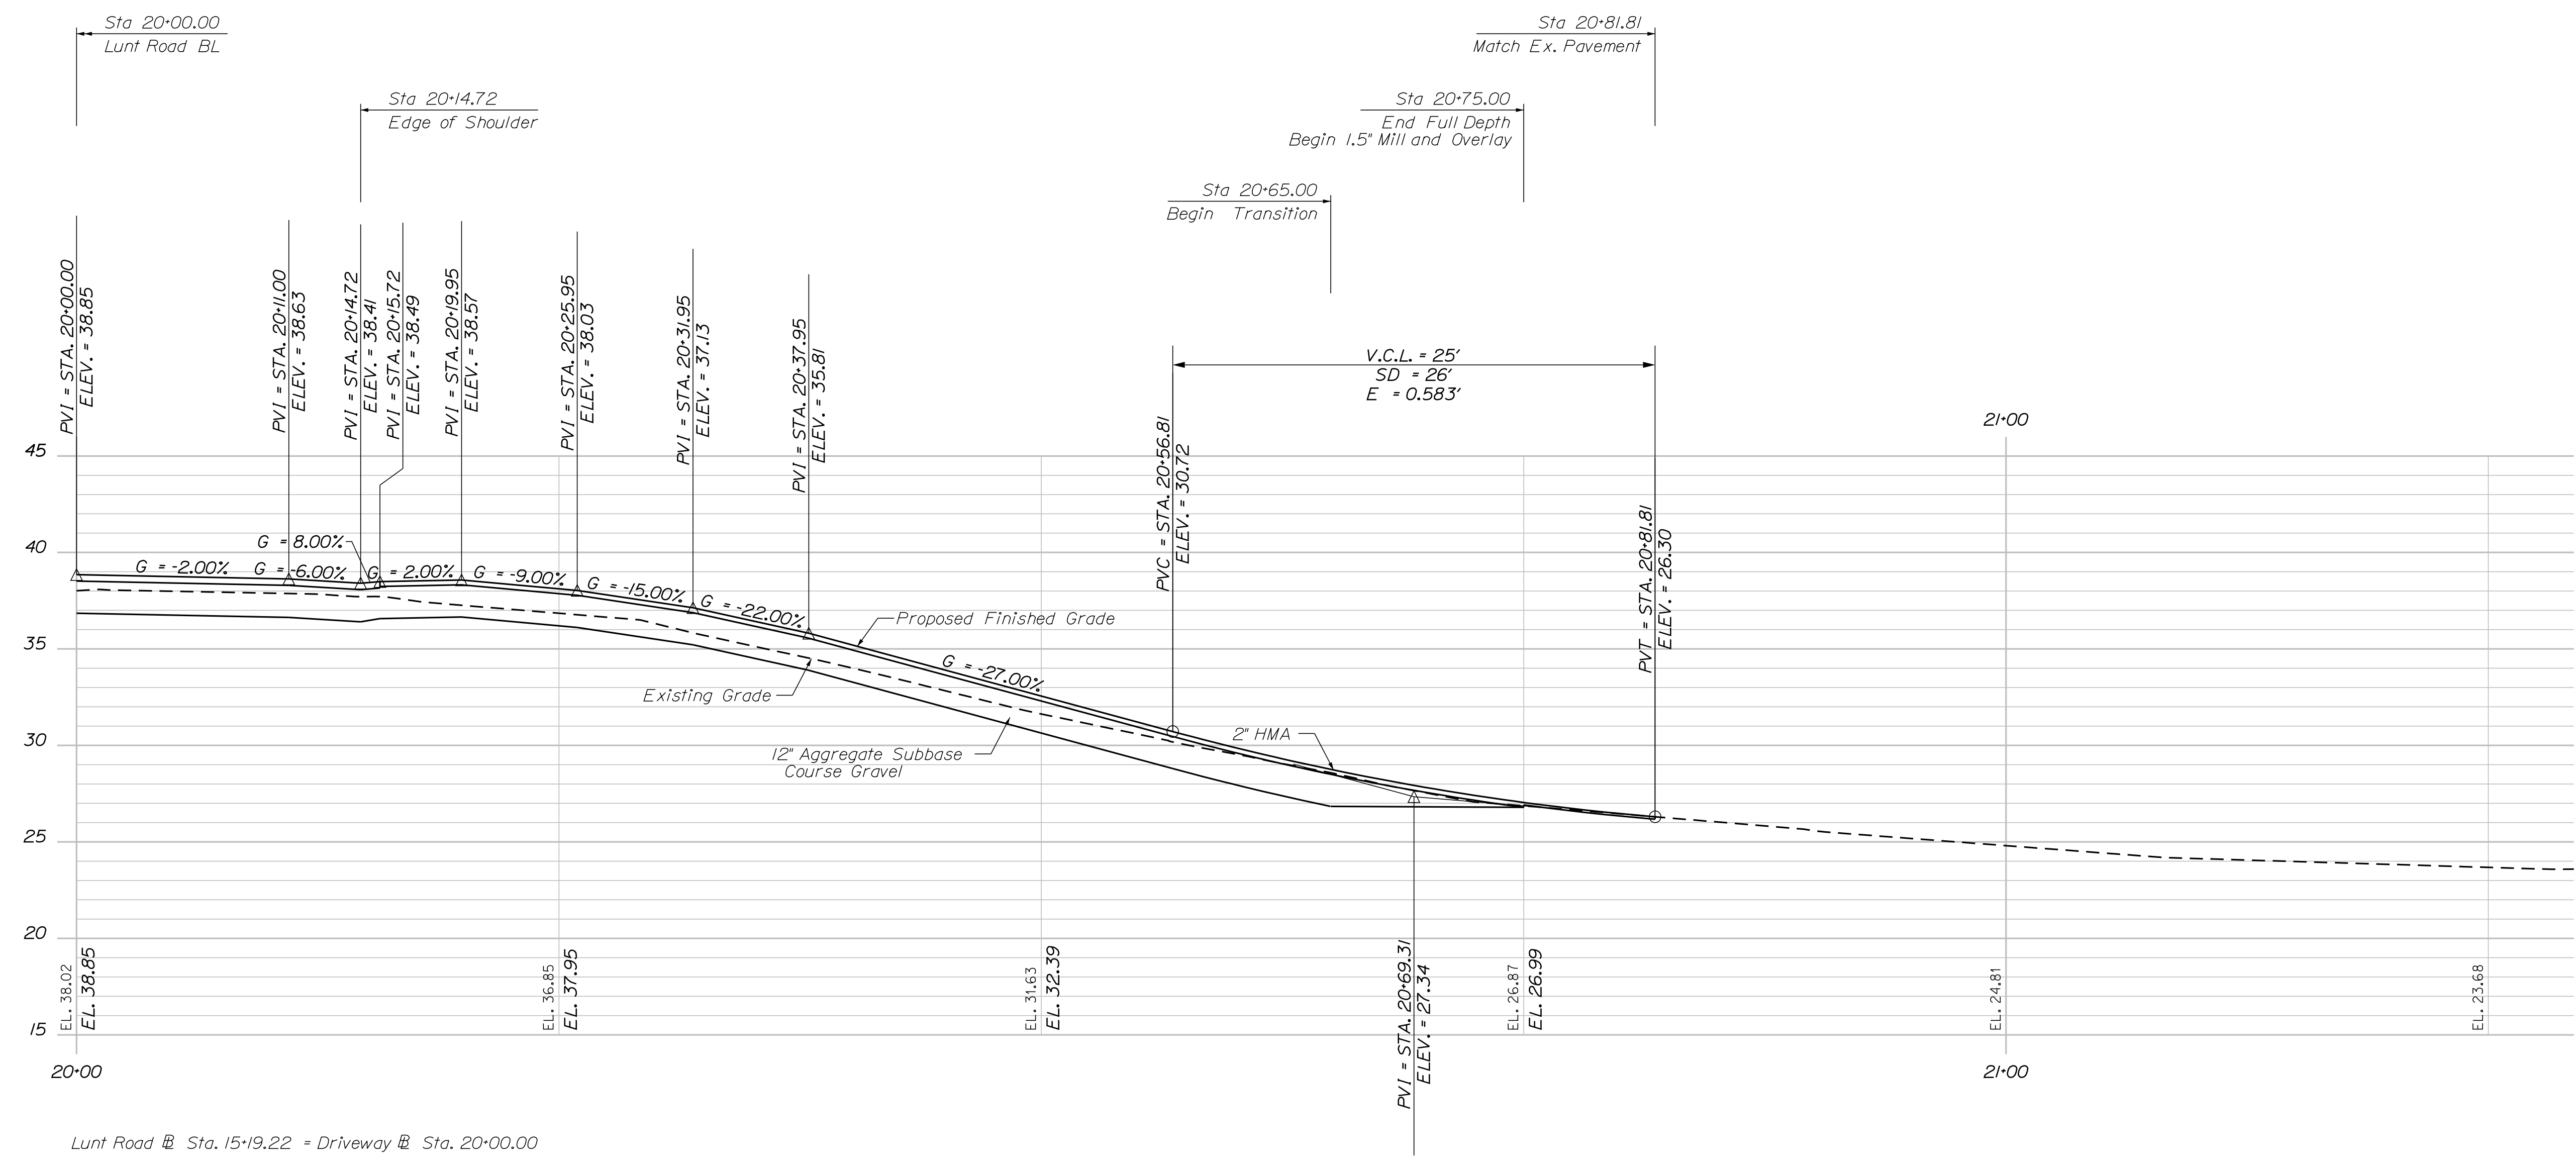 Sta 20+00.00
Lunt Road BL
Sta 20+81.81
Match Ex. Pavement
Sta 20+14.72
Edge of Shoulder
Sta 20+75.00
End Full Depth
Begin 1.5" Mill and Overlay
Sta 20+65.00
Begin Transition
PVI = STA. 20+00.00
ELEV. = 38.85
PVI = STA. 20+11.00
ELEV. = 38.63
PVI = STA. 20+14.72
ELEV. = 38.41
PVI = STA. 20+15.72
ELEV. = 38.49
PVI = STA. 20+19.95
ELEV. = 38.57
PVI = STA. 20+25.95
ELEV. = 38.03
PVI = STA. 20+31.95
ELEV. = 37.13
PVI = STA. 20+37.95
ELEV. = 35.81
V.C.L. = 25'
SD = 26'
E = 0.583'
PVC = STA. 20+56.81
ELEV. = 30.72
PVT = STA. 20+81.81
ELEV. = 26.30
21+00
45
40
35
30
25
20
15
G = 8.00%
G = -2.00%
G = -6.00%
G = 2.00%
G = -9.00%
G = -15.00%
G = -22.00%
G = -27.00%
Proposed Finished Grade
Existing Grade
12" Aggregate Subbase
Course Gravel
2" HMA
PVI = STA. 20+69.31
ELEV. = 27.34
EL. 38.02
EL. 38.85
EL. 36.85
EL. 37.95
EL. 31.63
EL. 32.39
EL. 26.87
EL. 26.99
EL. 24.81
EL. 23.68
20+00
21+00
Lunt Road BL Sta. 15+19.22 = Driveway BL Sta. 20+00.00